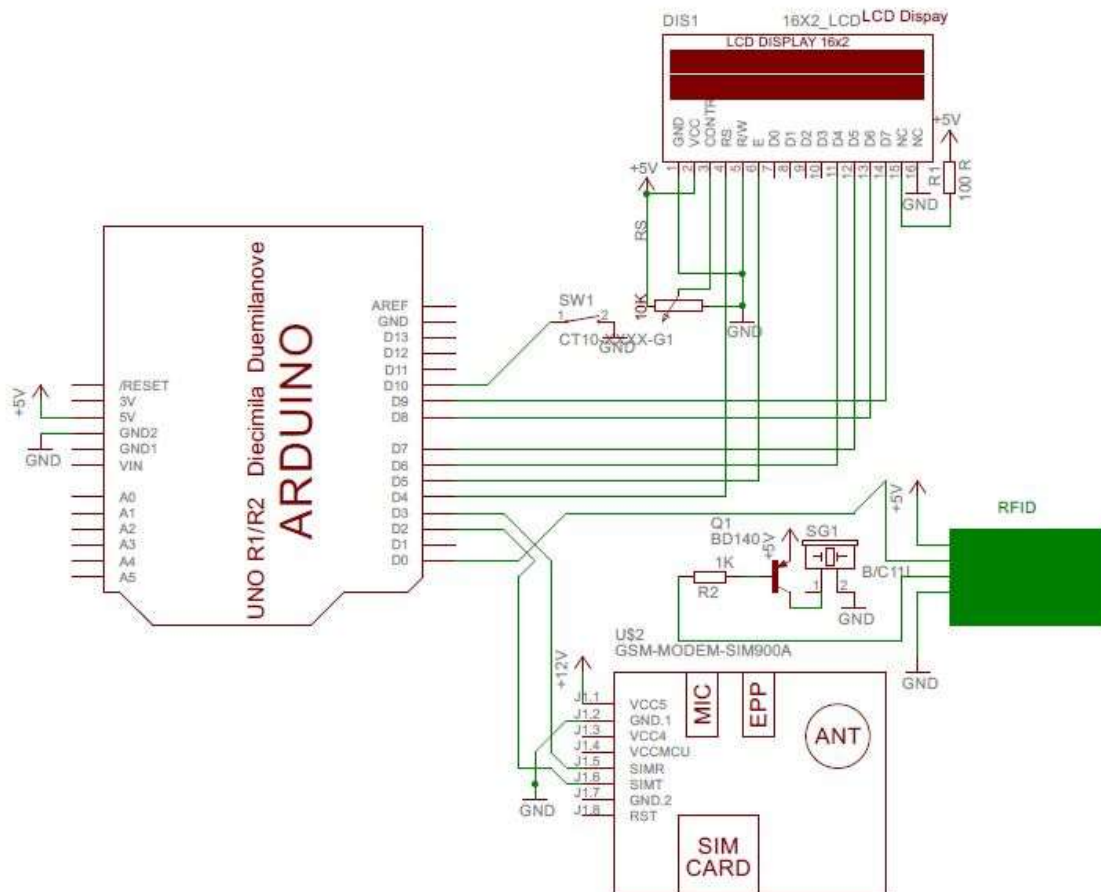 DIS1
16X2_LCD
LCD Dispay
LCD DISPLAY 16x2
GND
VCC
CONTR
RS
R/W
E
D0
D1
D2
D3
D4
D5
D6
D7
NC
NC
1
2
3
4
5
6
7
8
9
10
11
12
13
14
15
16
+5V
R1
100 R
GND
+5V
RS
10K
GND
SW1
1
2
CT10-XXXX-G1
GND
UNO R1/R2 Diecimila Duemilanove
ARDUINO
+5V
GND
/RESET
3V
5V
GND2
GND1
VIN
A0
A1
A2
A3
A4
A5
AREF
GND
D13
D12
D11
D10
D9
D8
D7
D6
D5
D4
D3
D2
D1
D0
+5V
RFID
Q1
BD140
+5V
SG1
1K
R2
1
2
GND
GND
U$2
GSM-MODEM-SIM900A
+12V
J1.1
J1.2
J1.3
J1.4
J1.5
J1.6
J1.7
J1.8
VCC5
GND.1
VCC4
VCCMCU
SIMR
SIMT
GND.2
RST
GND
MIC
EPP
ANT
SIM
CARD